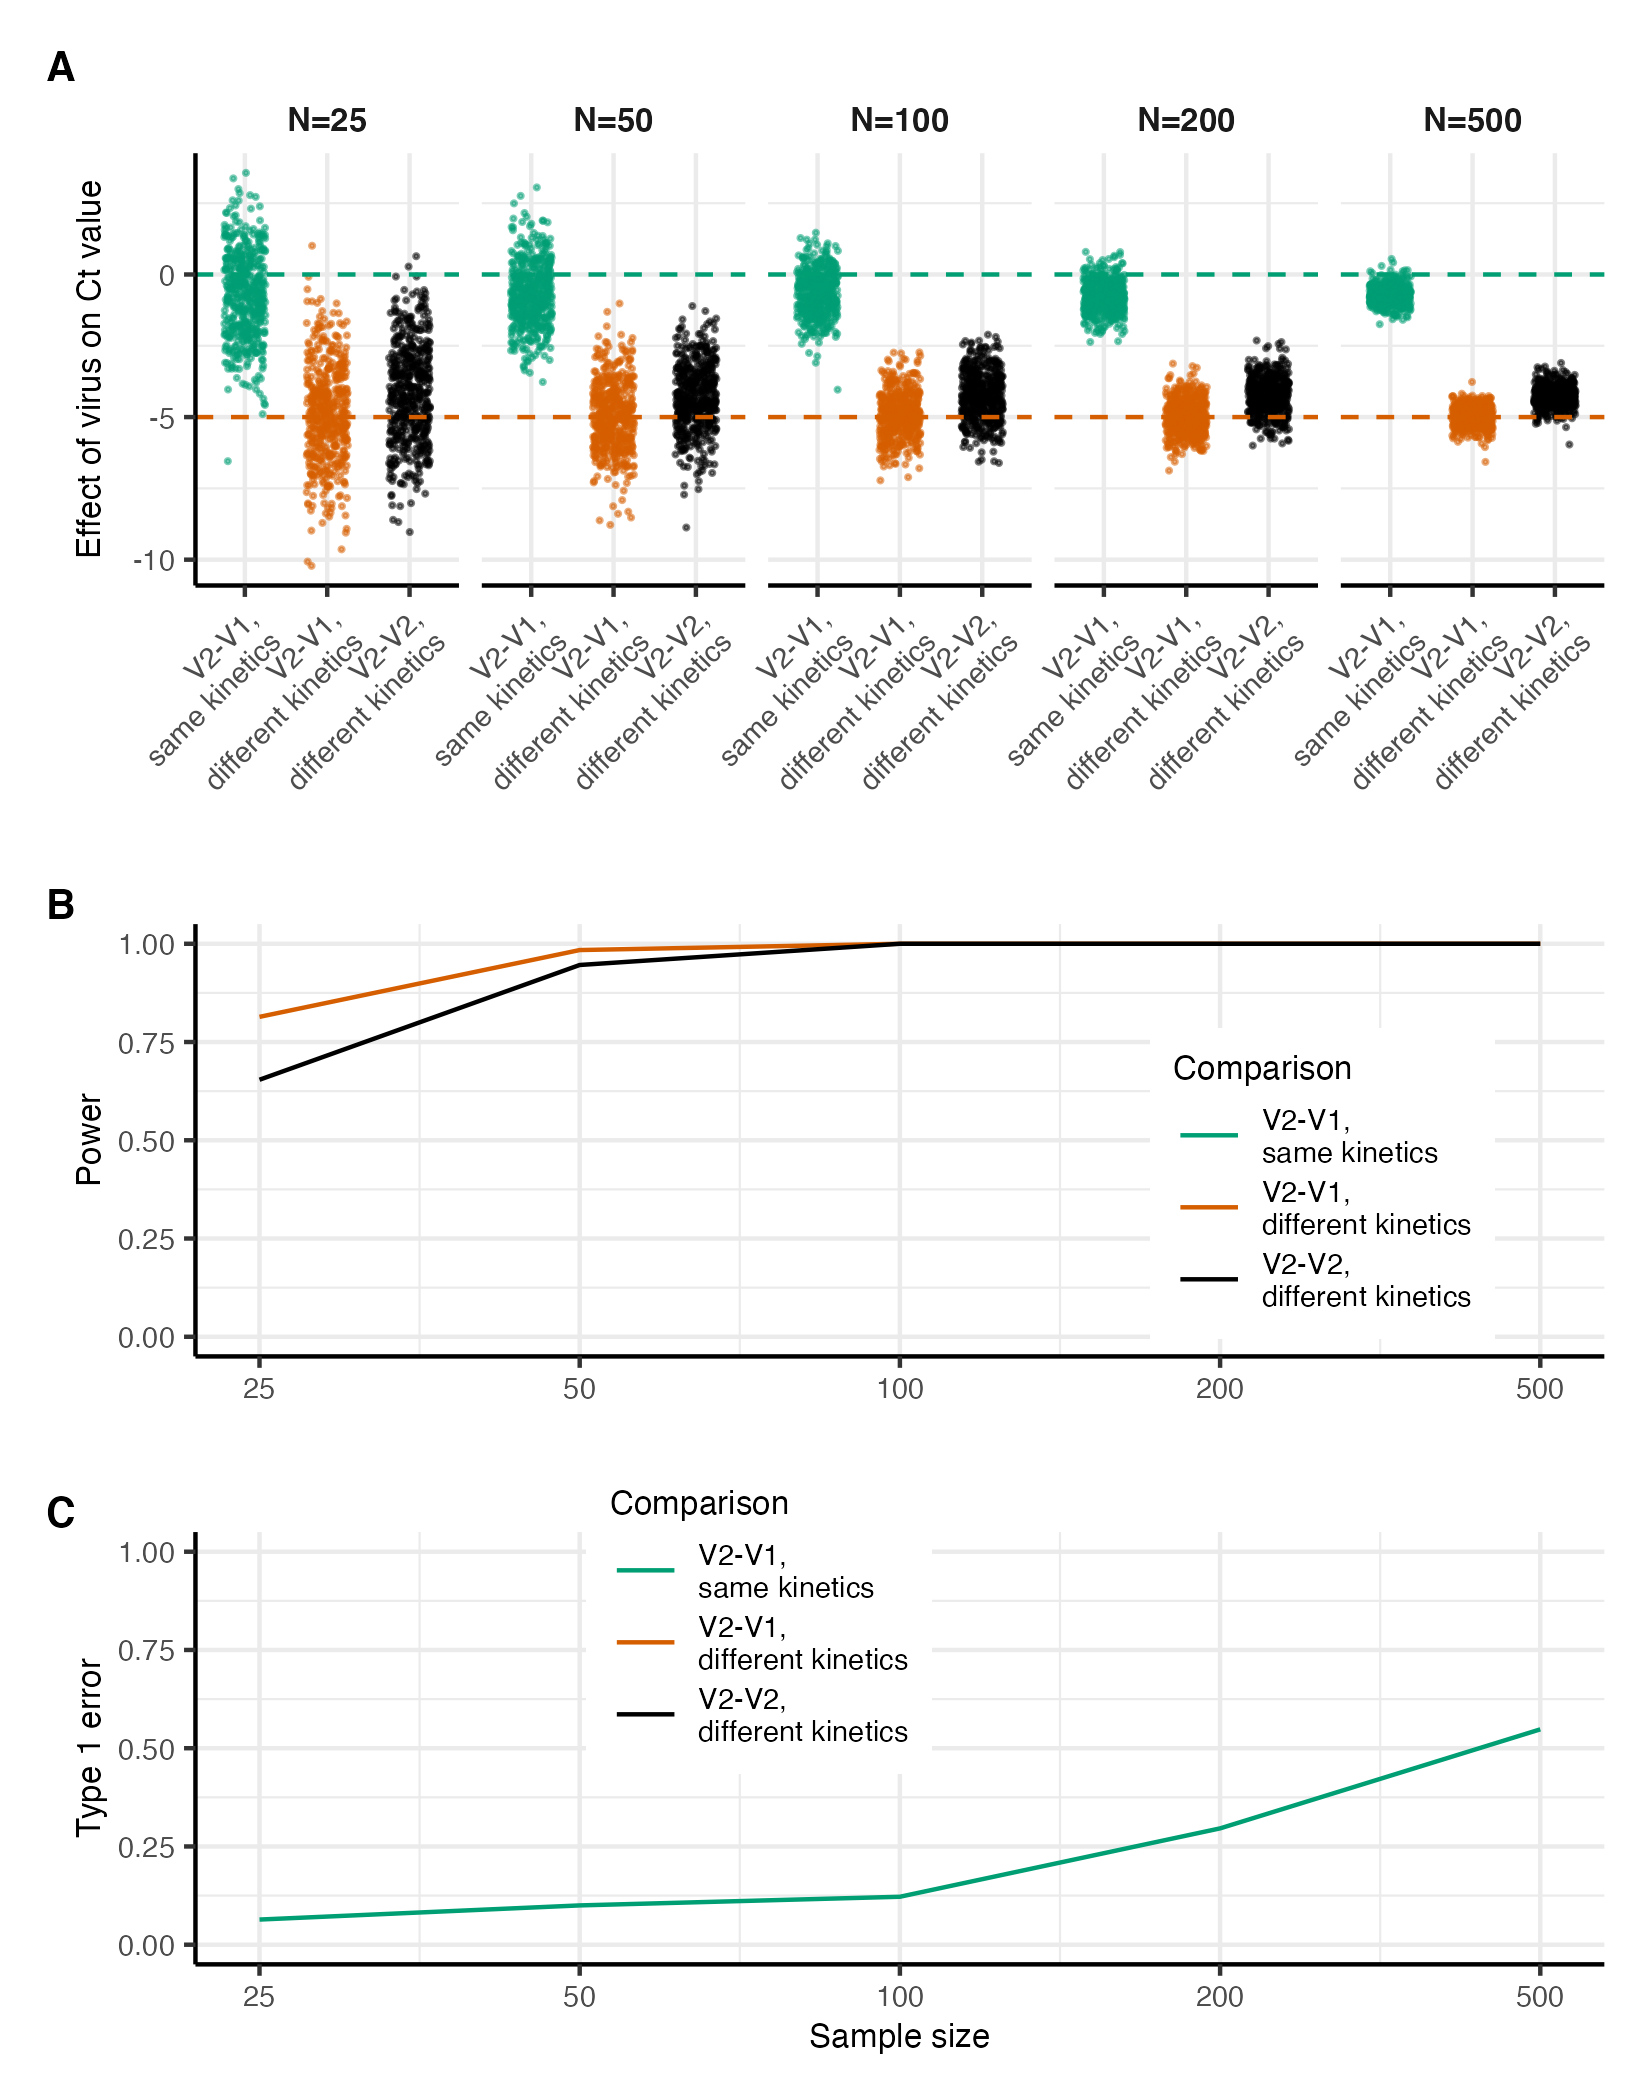 A
N=25 N=50 N=100 N=200 N=500
Effect of virus on Ct value
0
-5
-10
V2-V1,
same kinetics
V2-V1,
different kinetics
V2-V2,
different kinetics
V2-V1,
same kinetics
V2-V1,
different kinetics
V2-V2,
different kinetics
V2-V1,
same kinetics
V2-V1,
different kinetics
V2-V2,
different kinetics
V2-V1,
same kinetics
V2-V1,
different kinetics
V2-V2,
different kinetics
V2-V1,
same kinetics
V2-V1,
different kinetics
V2-V2,
different kinetics
B
Power
1.00
0.75
0.50
0.25
0.00
Comparison
V2-V1,
same kinetics
V2-V1,
different kinetics
V2-V2,
different kinetics
25 50 100 200 500
C
Type 1 error
1.00
0.75
0.50
0.25
0.00
Comparison
V2-V1,
same kinetics
V2-V1,
different kinetics
V2-V2,
different kinetics
25 50 100 200 500
Sample size